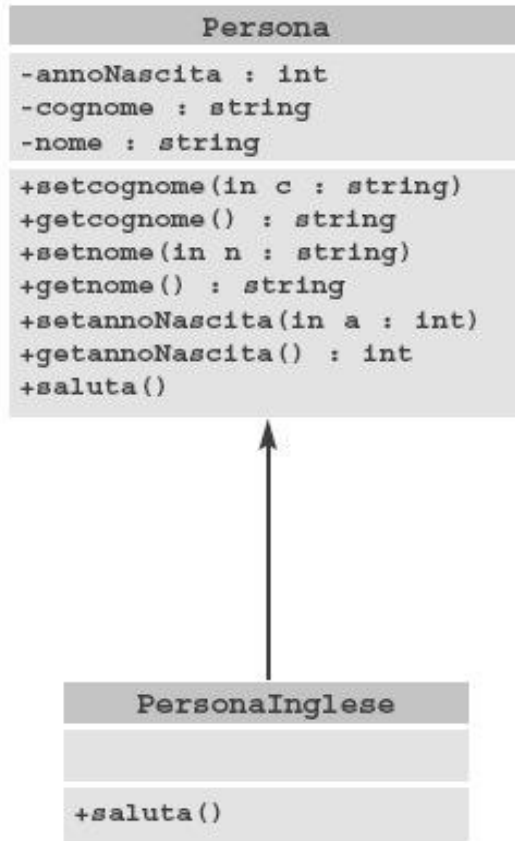 Persona
-annoNascita : int
-cognome : string
-nome : string
+setcognome(in c : string)
+getcognome() : string
+setnome(in n : string)
+getnome() : string
+setannoNascita(in a : int)
+getannoNascita() : int
+saluta()
PersonaInglese
+saluta()